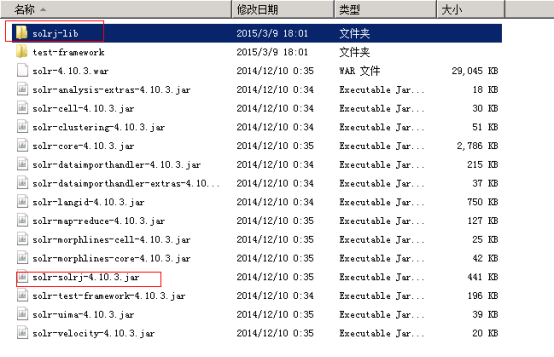 名称 修改日期 类型 大小
solrj-lib 2015/3/9 18:01 文件夹
test-framework 2015/3/9 18:01 文件夹
solr-4.10.3.war 2014/12/10 0:35 WAR 文件 29,045 KB
solr-analysis-extras-4.10.3.jar 2014/12/10 0:34 Executable Jar... 18 KB
solr-cell-4.10.3.jar 2014/12/10 0:34 Executable Jar... 30 KB
solr-clustering-4.10.3.jar 2014/12/10 0:34 Executable Jar... 51 KB
solr-core-4.10.3.jar 2014/12/10 0:35 Executable Jar... 2,786 KB
solr-dataimporthandler-4.10.3.jar 2014/12/10 0:34 Executable Jar... 215 KB
solr-dataimporthandler-extras-4.10... 2014/12/10 0:34 Executable Jar... 37 KB
solr-langid-4.10.3.jar 2014/12/10 0:34 Executable Jar... 750 KB
solr-map-reduce-4.10.3.jar 2014/12/10 0:35 Executable Jar... 127 KB
solr-morphlines-cell-4.10.3.jar 2014/12/10 0:35 Executable Jar... 25 KB
solr-morphlines-core-4.10.3.jar 2014/12/10 0:35 Executable Jar... 42 KB
solr-solrj-4.10.3.jar 2014/12/10 0:35 Executable Jar... 441 KB
solr-test-framework-4.10.3.jar 2014/12/10 0:34 Executable Jar... 196 KB
solr-uima-4.10.3.jar 2014/12/10 0:35 Executable Jar... 39 KB
solr-velocity-4.10.3.jar 2014/12/10 0:35 Executable Jar... 20 KB